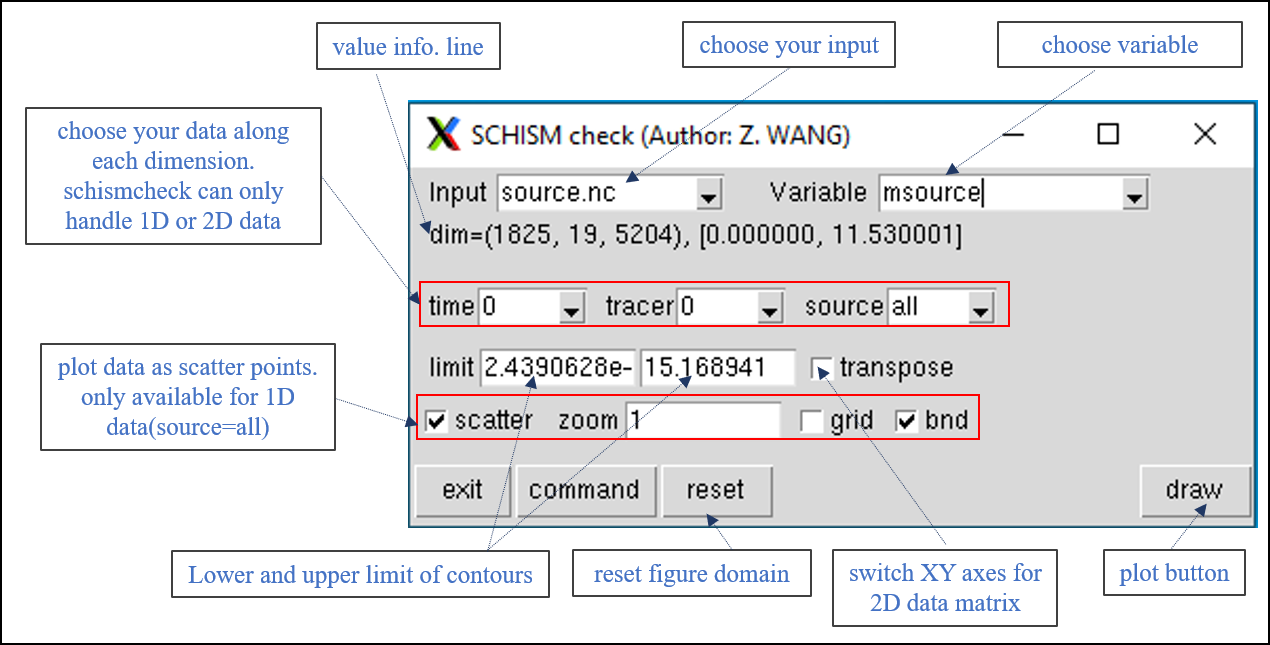 value info. line
choose your input
choose variable
choose your data along
each dimension.
schismcheck can only
handle 1D or 2D data
SCHISM check (Author: Z. WANG)
Input source.nc Variable msource
dim=(1825, 19, 5204), [0.000000, 11.530001]
time 0 tracer 0 source all
limit 2.4390628e- 15.168941 transpose
plot data as scatter points.
only available for 1D
data(source=all)
scatter zoom 1 grid bnd
exit command reset draw
Lower and upper limit of contours
reset figure domain
switch XY axes for
2D data matrix
plot button